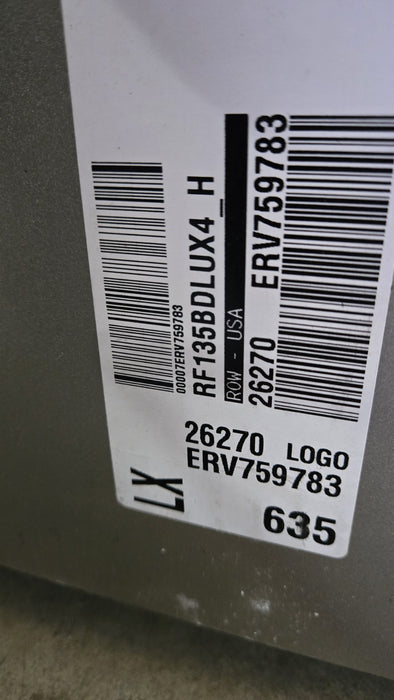 00007ERV759783
RF135BDLUX4_H
ROW - USA
26270 ERV759783
26270 LOGO
ERV759783
LX
635